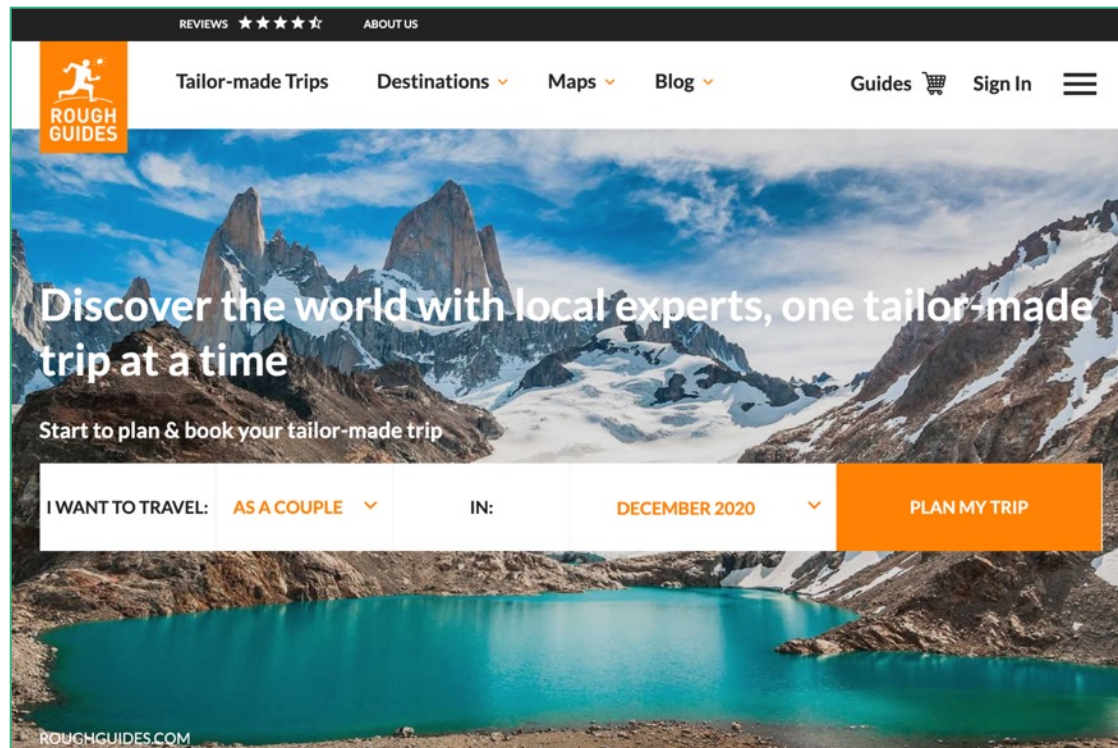 REVIEWS ABOUT US
ROUGH
GUIDES
Tailor-made Trips Destinations Maps Blog Guides Sign In
Discover the world with local experts, one tailor-made
trip at a time
Start to plan & book your tailor-made trip
I WANT TO TRAVEL: AS A COUPLE IN: DECEMBER 2020 PLAN MY TRIP
ROUGHGUIDES.COM